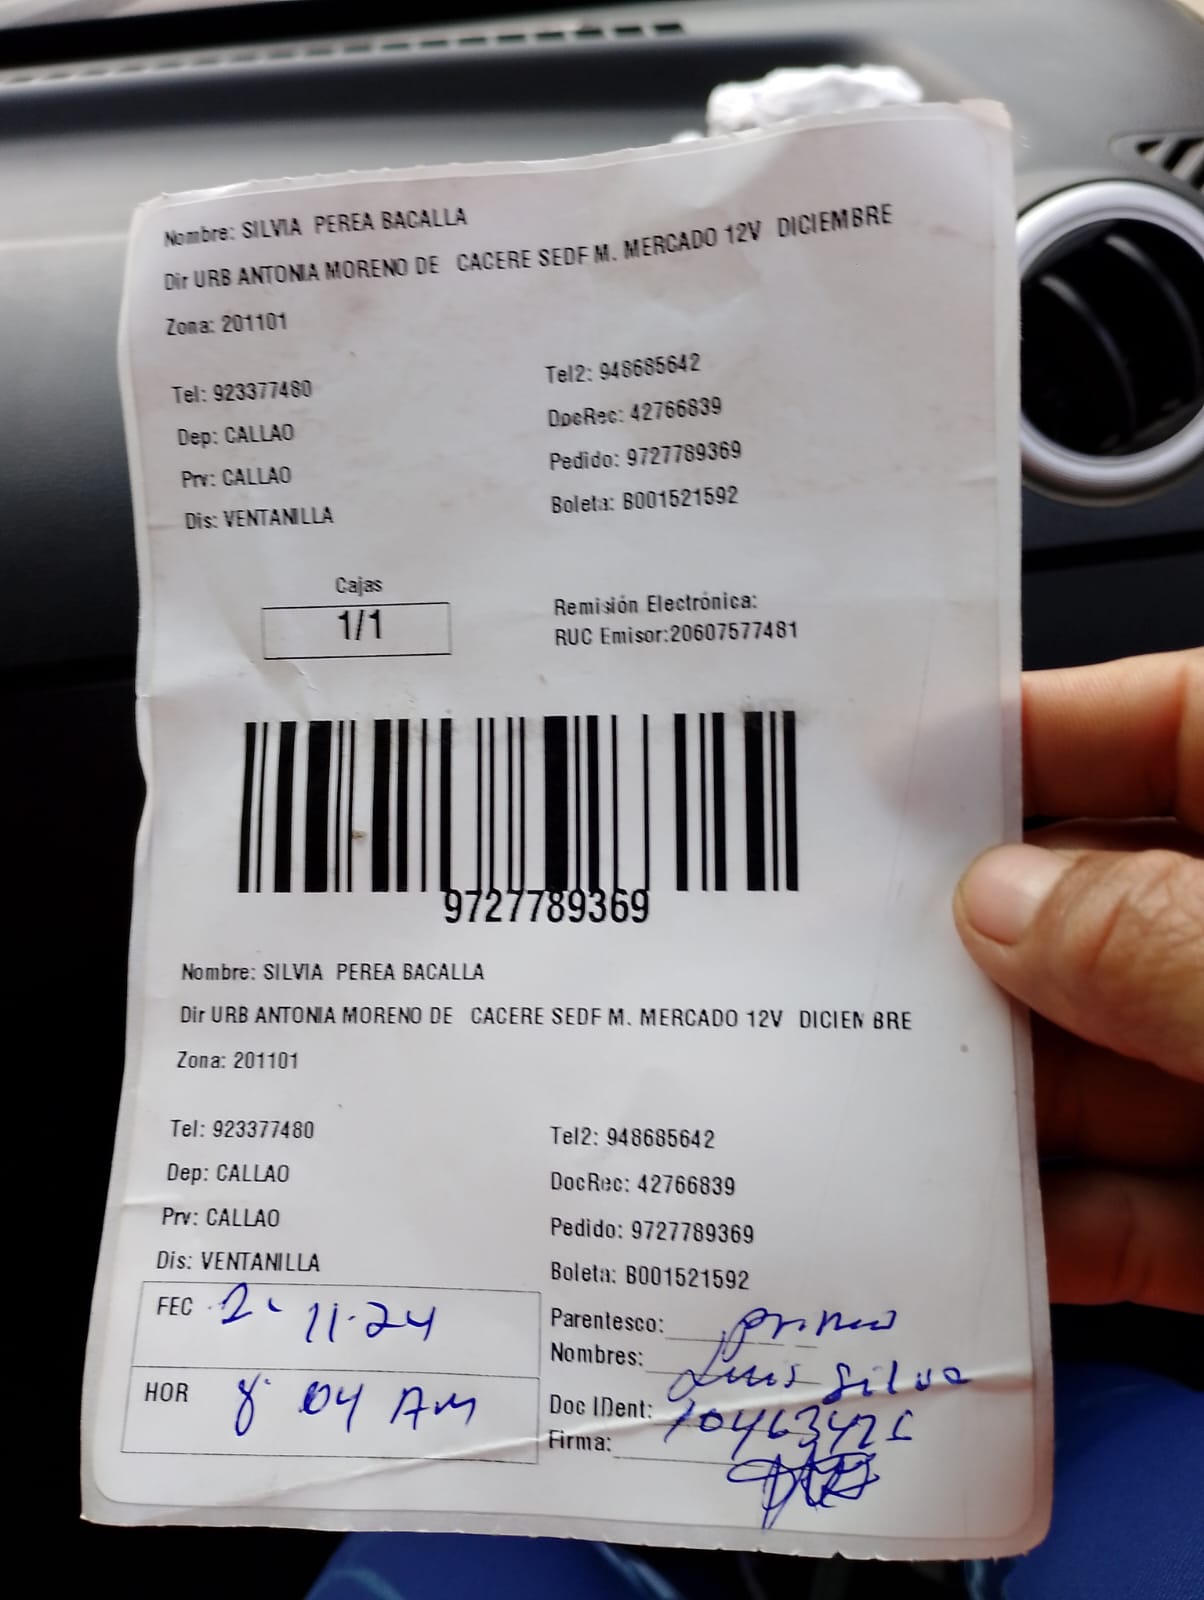 Nombre: SILVIA PEREA BACALLA
Dir URB ANTONIA MORENO DE CACERE SEDF M. MERCADO 12V DICIEMBRE
Zona: 201101
Tel: 923377480 Tel2: 948685642
Dep: CALLAO DocRec: 42766839
Prv: CALLAO Pedido: 9727789369
Dis: VENTANILLA Boleta: B001521592
Cajas
1/1
Remisión Electrónica:
RUC Emisor:20607577481
9727789369
Nombre: SILVIA PEREA BACALLA
Dir URB ANTONIA MORENO DE CACERE SEDF M. MERCADO 12V DICIEMBRE
Zona: 201101
Tel: 923377480 Tel2: 948685642
Dep: CALLAO DocRec: 42766839
Prv: CALLAO Pedido: 9727789369
Dis: VENTANILLA Boleta: B001521592
FEC 2. 11.24
HOR 8:04 AM
Parentesco:
Nombres: Luis Silva
Doc IDent:
Firma: